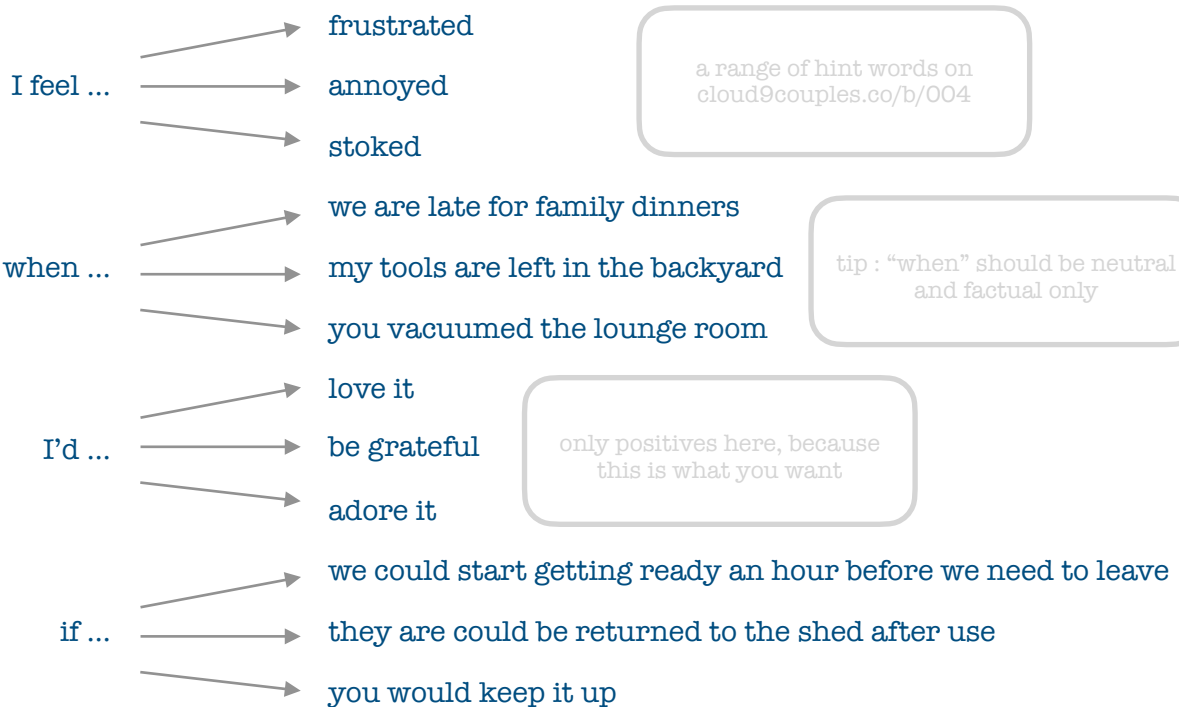 I feel ...
frustrated
annoyed
stoked
a range of hint words on
cloud9couples.co/b/004
when ...
we are late for family dinners
my tools are left in the backyard
you vacuumed the lounge room
tip : “when” should be neutral
and factual only
I’d ...
love it
be grateful
adore it
only positives here, because
this is what you want
if ...
we could start getting ready an hour before we need to leave
they are could be returned to the shed after use
you would keep it up